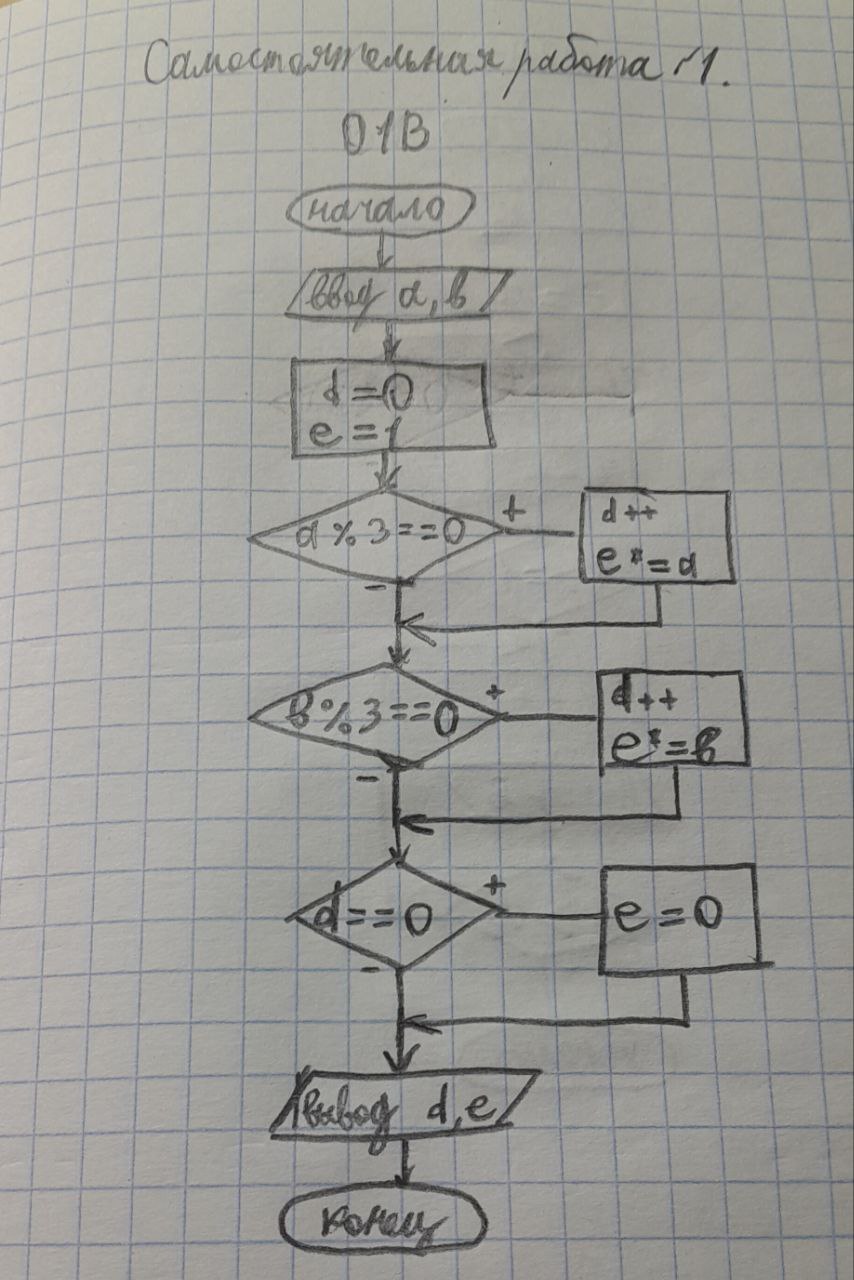 Самостоятельная работа №1.
01В
начало
ввод a, b
d=0
e=1
a%3==0
+
d++
e*=a
-
b%3==0
+
d++
e*=b
-
d==0
+
e=0
-
вывод d,e
конец